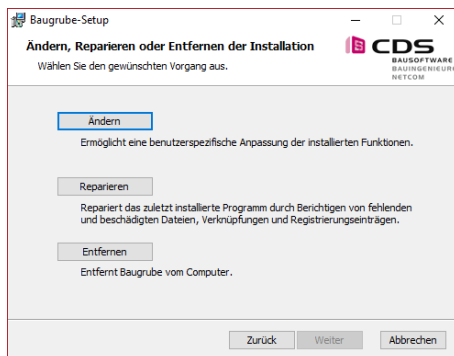 Baugrube-Setup
Ändern, Reparieren oder Entfernen der Installation
Wählen Sie den gewünschten Vorgang aus.
CDS
BAUSOFTWARE
BAUINGENIEUR
NETCOM
Ändern
Ermöglicht eine benutzerspezifische Anpassung der installierten Funktionen.
Reparieren
Repariert das zuletzt installierte Programm durch Berichtigen von fehlenden
und beschädigten Dateien, Verknüpfungen und Registrierungseinträgen.
Entfernen
Entfernt Baugrube vom Computer.
Zurück
Weiter
Abbrechen